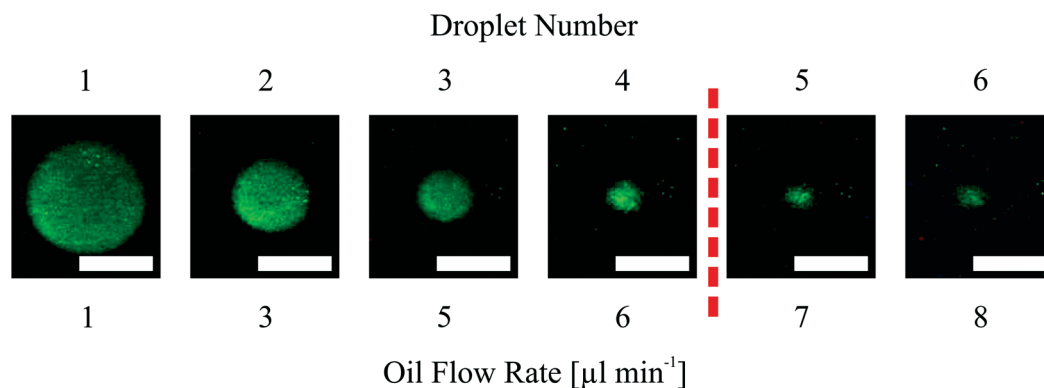 Droplet Number
1 2 3 4 5 6
1 3 5 6 7 8
Oil Flow Rate [µl min⁻¹]